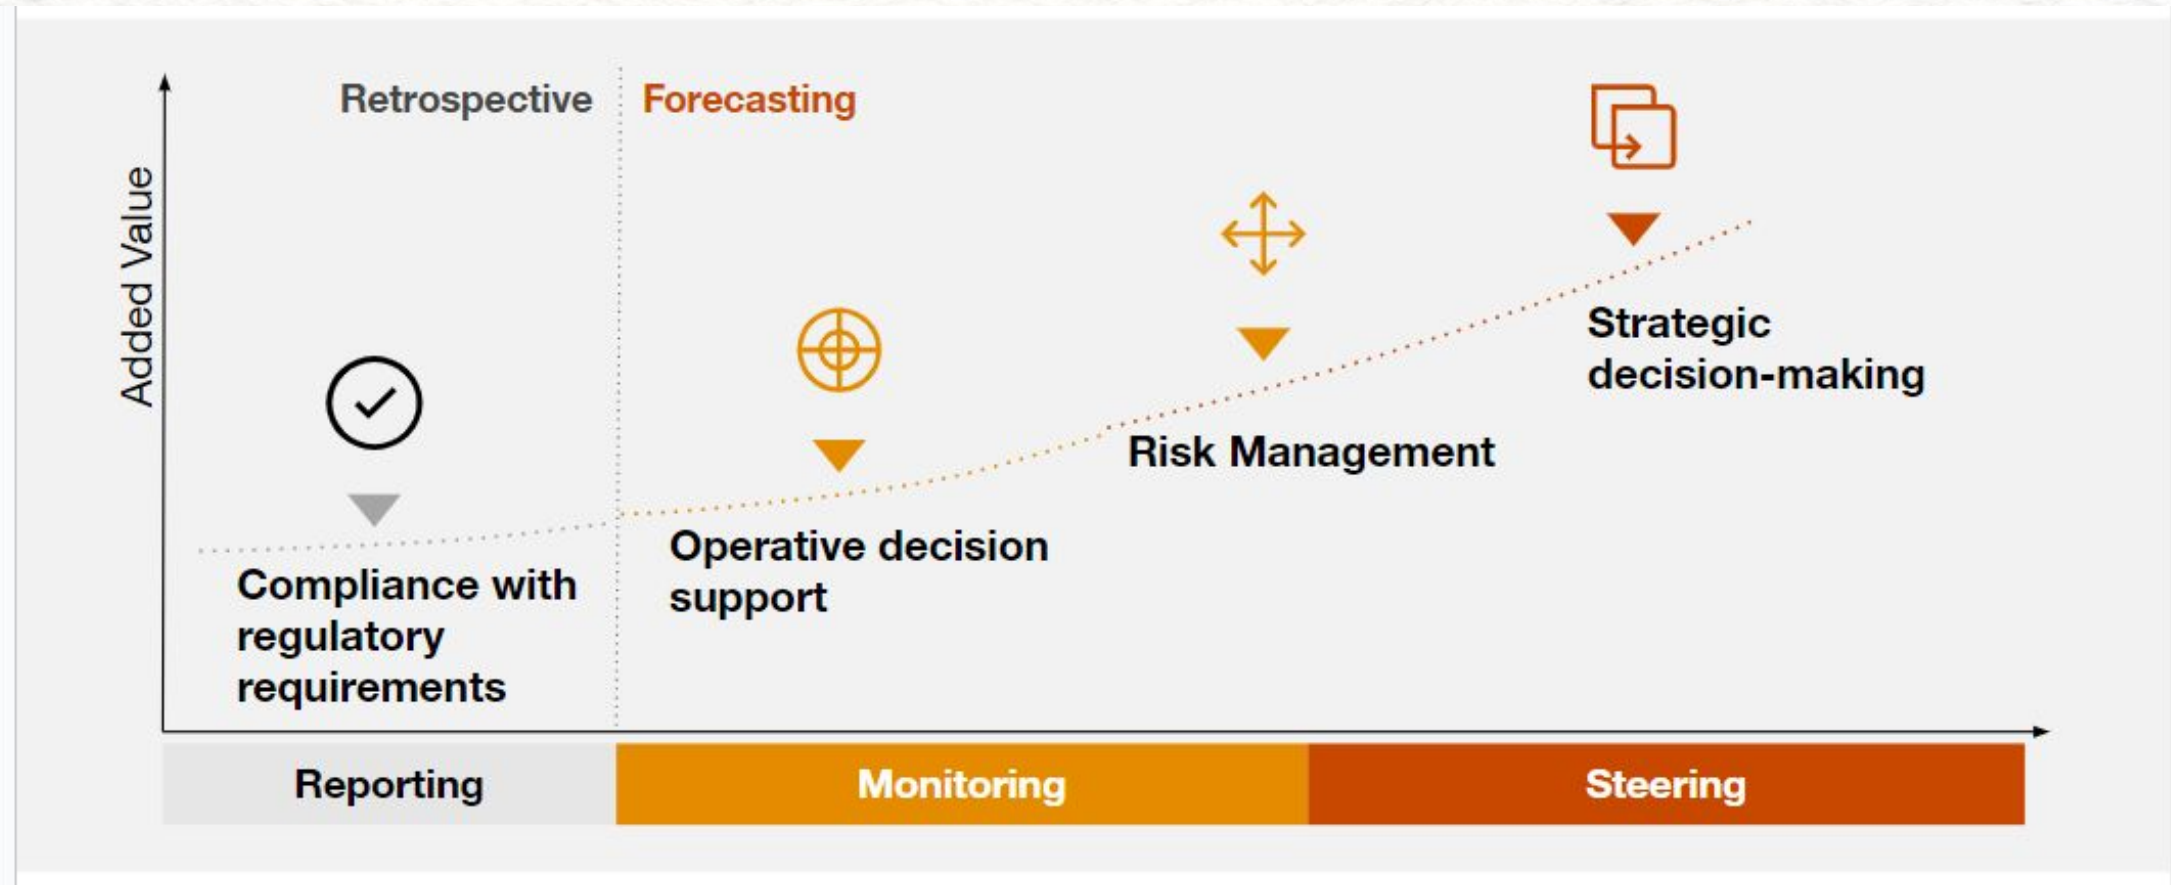 Retrospective
Forecasting
Added Value
Strategic
decision-making
Risk Management
Operative decision
support
Compliance with
regulatory
requirements
Reporting
Monitoring
Steering